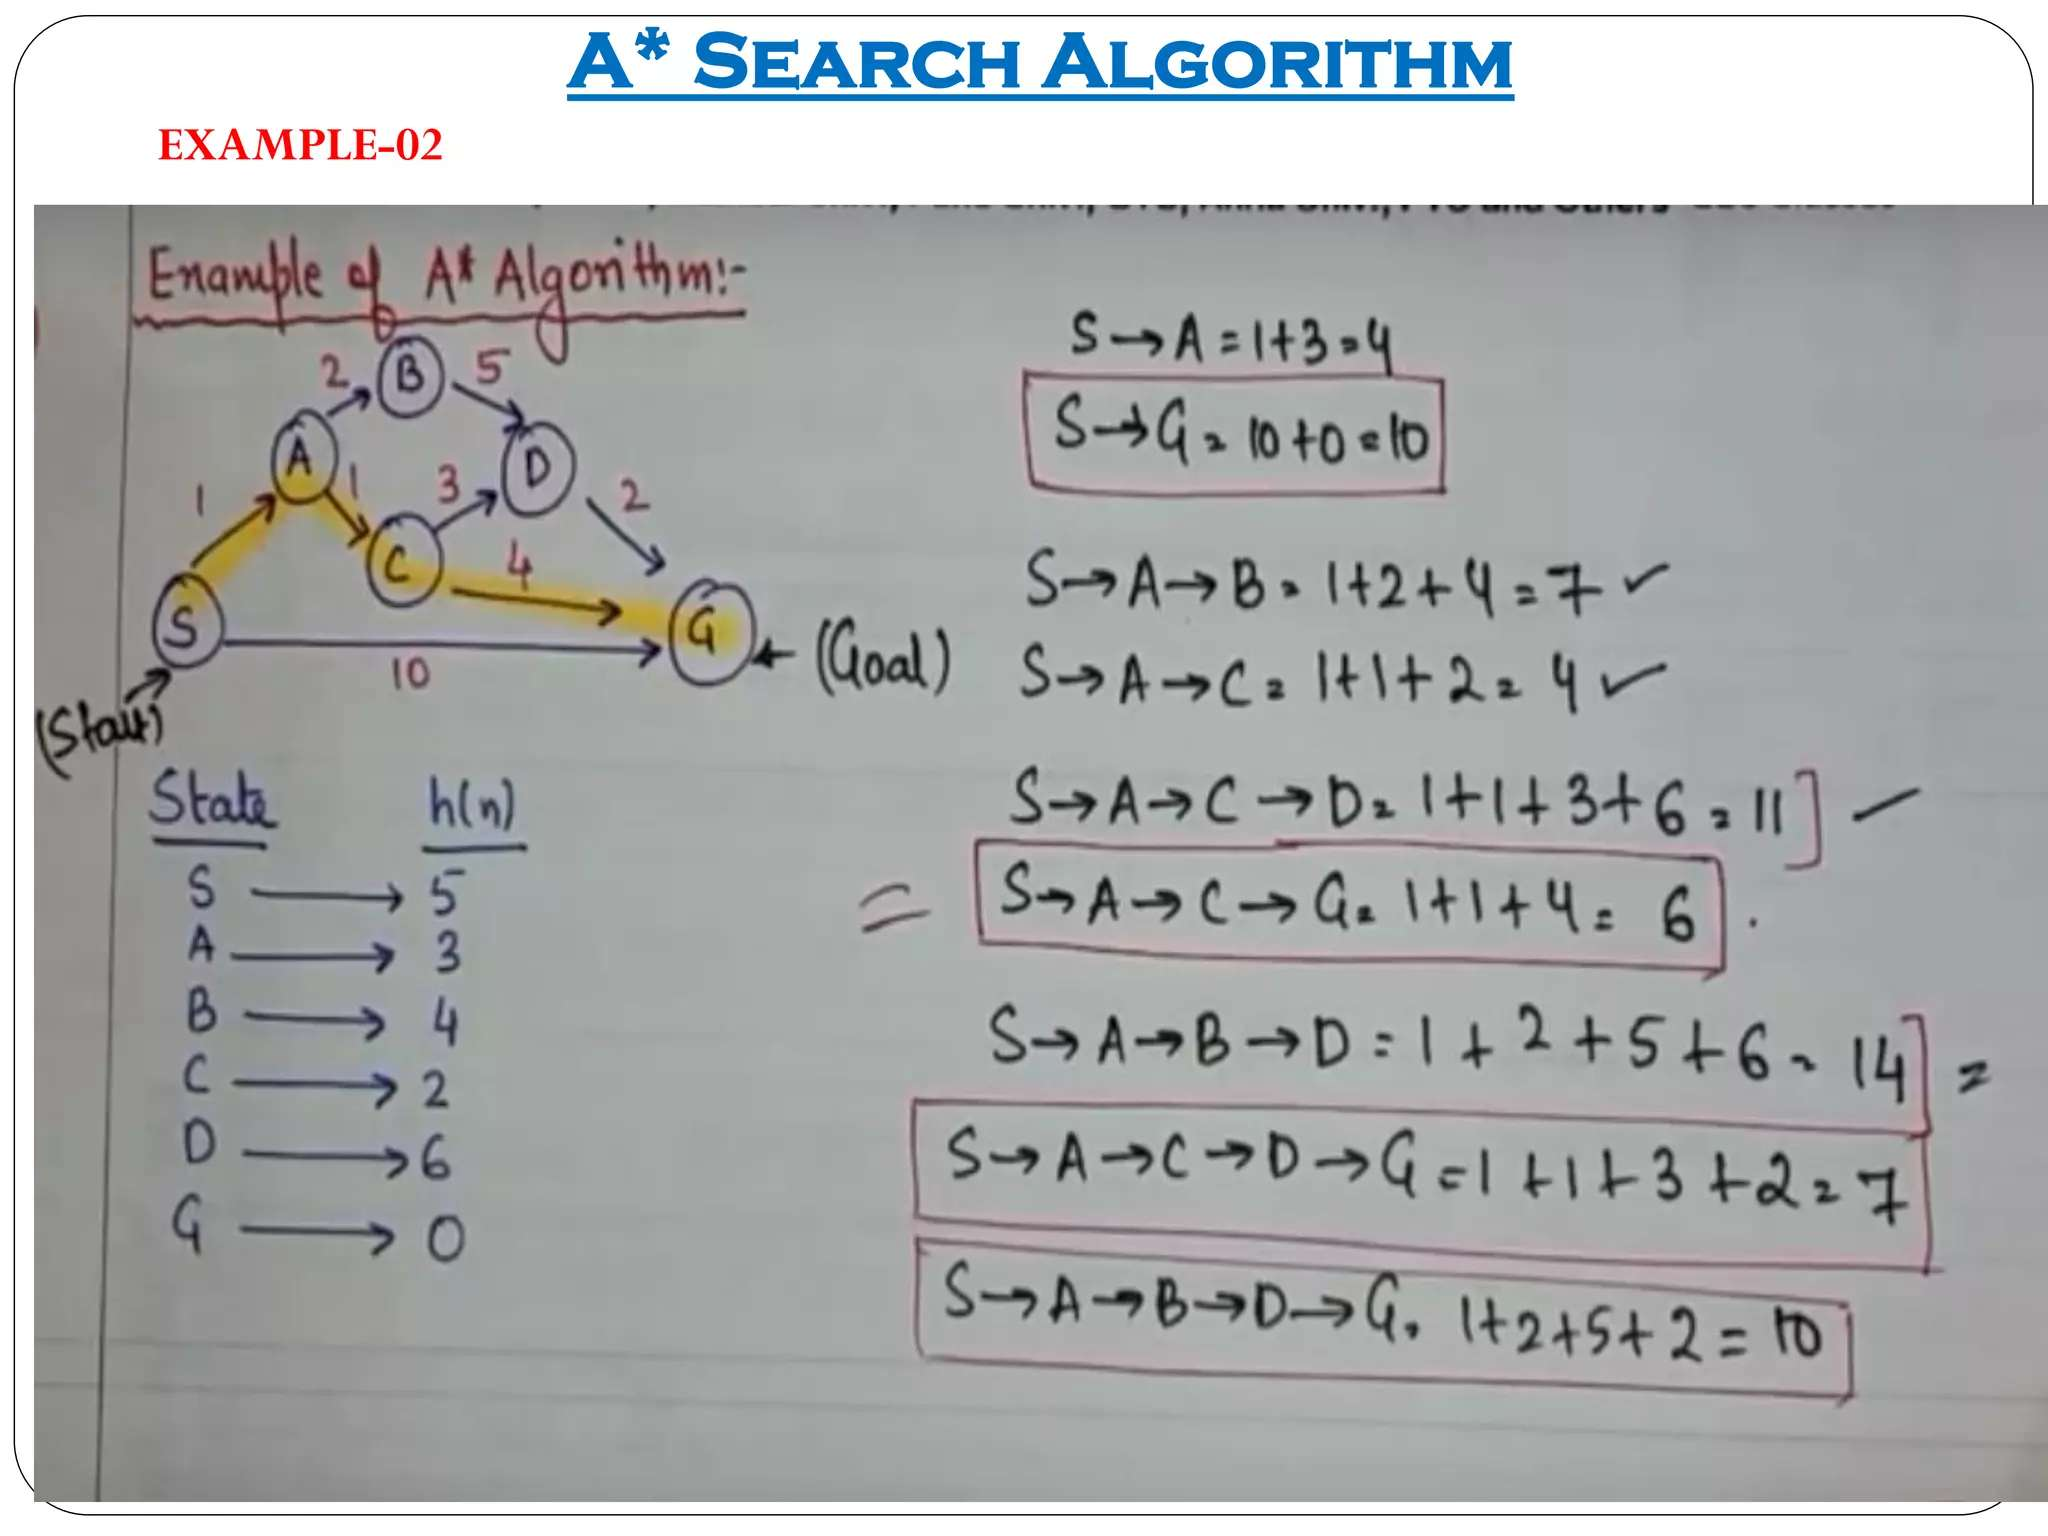 A* SEARCH ALGORITHM
EXAMPLE-02
Example of A* Algorithm:-
2 B 5
A 1 3 D 2
1 C 4
S G ← (Goal)
10
(Start)
State h(n)
S → 5
A → 3
B → 4
C → 2
D → 6
G → 0
S → A = 1+3 = 4
S → G = 10+0 = 10
S → A → B = 1+2+4 = 7 ✓
S → A → C = 1+1+2 = 4 ✓
S → A → C → D = 1+1+3+6 = 11]
= S → A → C → G = 1+1+4 = 6 .
S → A → B → D = 1+2+5+6 = 14] =
S → A → C → D → G = 1+1+3+2 = 7
S → A → B → D → G = 1+2+5+2 = 10